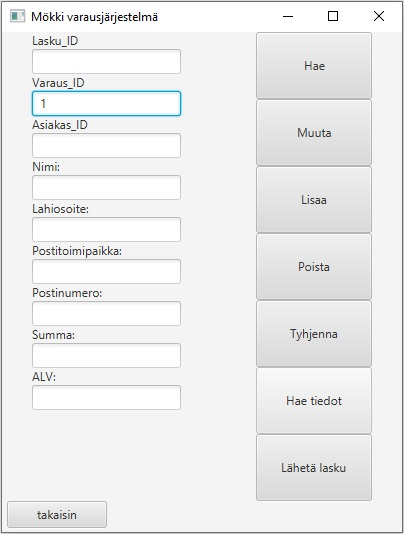 Mökki varausjärjestelmä
Lasku_ID
Varaus_ID
1
Asiakas_ID
Nimi:
Lahiosoite:
Postitoimipaikka:
Postinumero:
Summa:
ALV:
Hae
Muuta
Lisaa
Poista
Tyhjenna
Hae tiedot
Lähetä lasku
takaisin